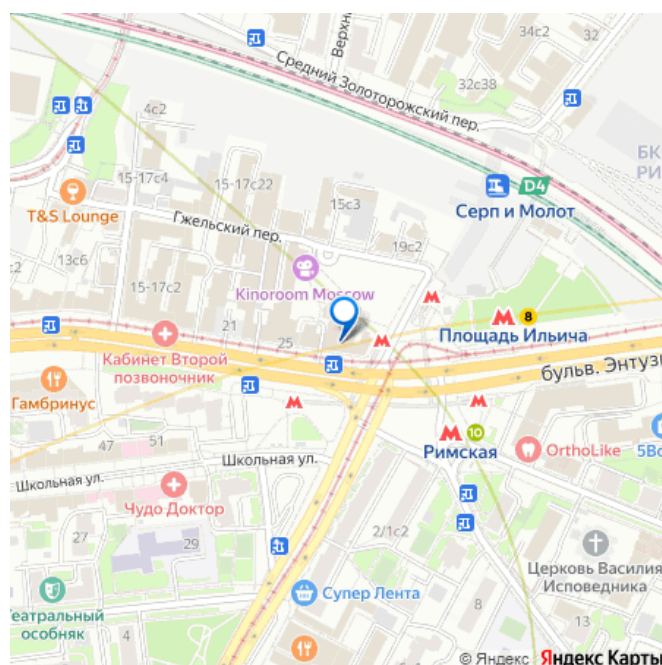 34с2
32
Верхн
Средний Золоторожский пер.
32с38
4с2
БК
РИ
15-17с4
15-17с22
D4
T&S Lounge
15с3
Серп и Молот
Гжельский пер.
19с2
13с6
Kinoroom Moscow
15-17с2
8
21
Площадь Ильича
25
Кабинет Второй
позвоночник
бульв. Энтузи
Гамбринус
10
47
51
Римская
OrthoLike
5Во
Школьная ул.
Школьная ул.
Чудо Доктор
2/1с2
27
29
Церковь Василия
Исповедника
Супер Лента
Театральный
особняк
4
8
13
© Яндекс Яндекс Карты